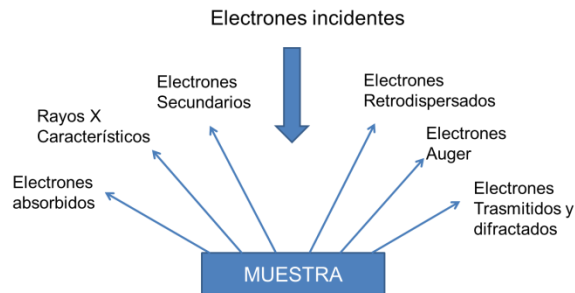 Electrones incidentes
Electrones
Secundarios
Electrones
Retrodispersados
Rayos X
Característicos
Electrones
Auger
Electrones
absorbidos
Electrones
Trasmitidos y
difractados
MUESTRA